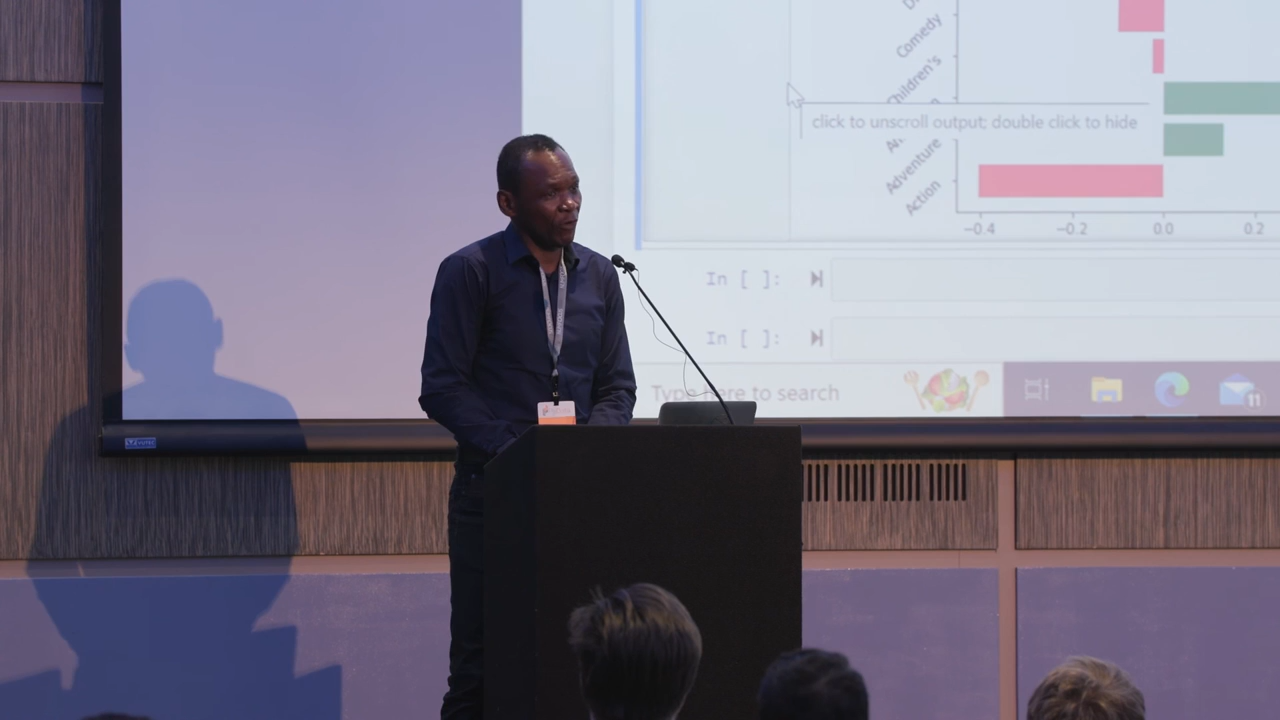 Comedy
Children's
click to unscroll output; double click to hide
Adventure
Action
−0.4 −0.2 0.0 0.2
In [ ]:
In [ ]:
Type here to search
11